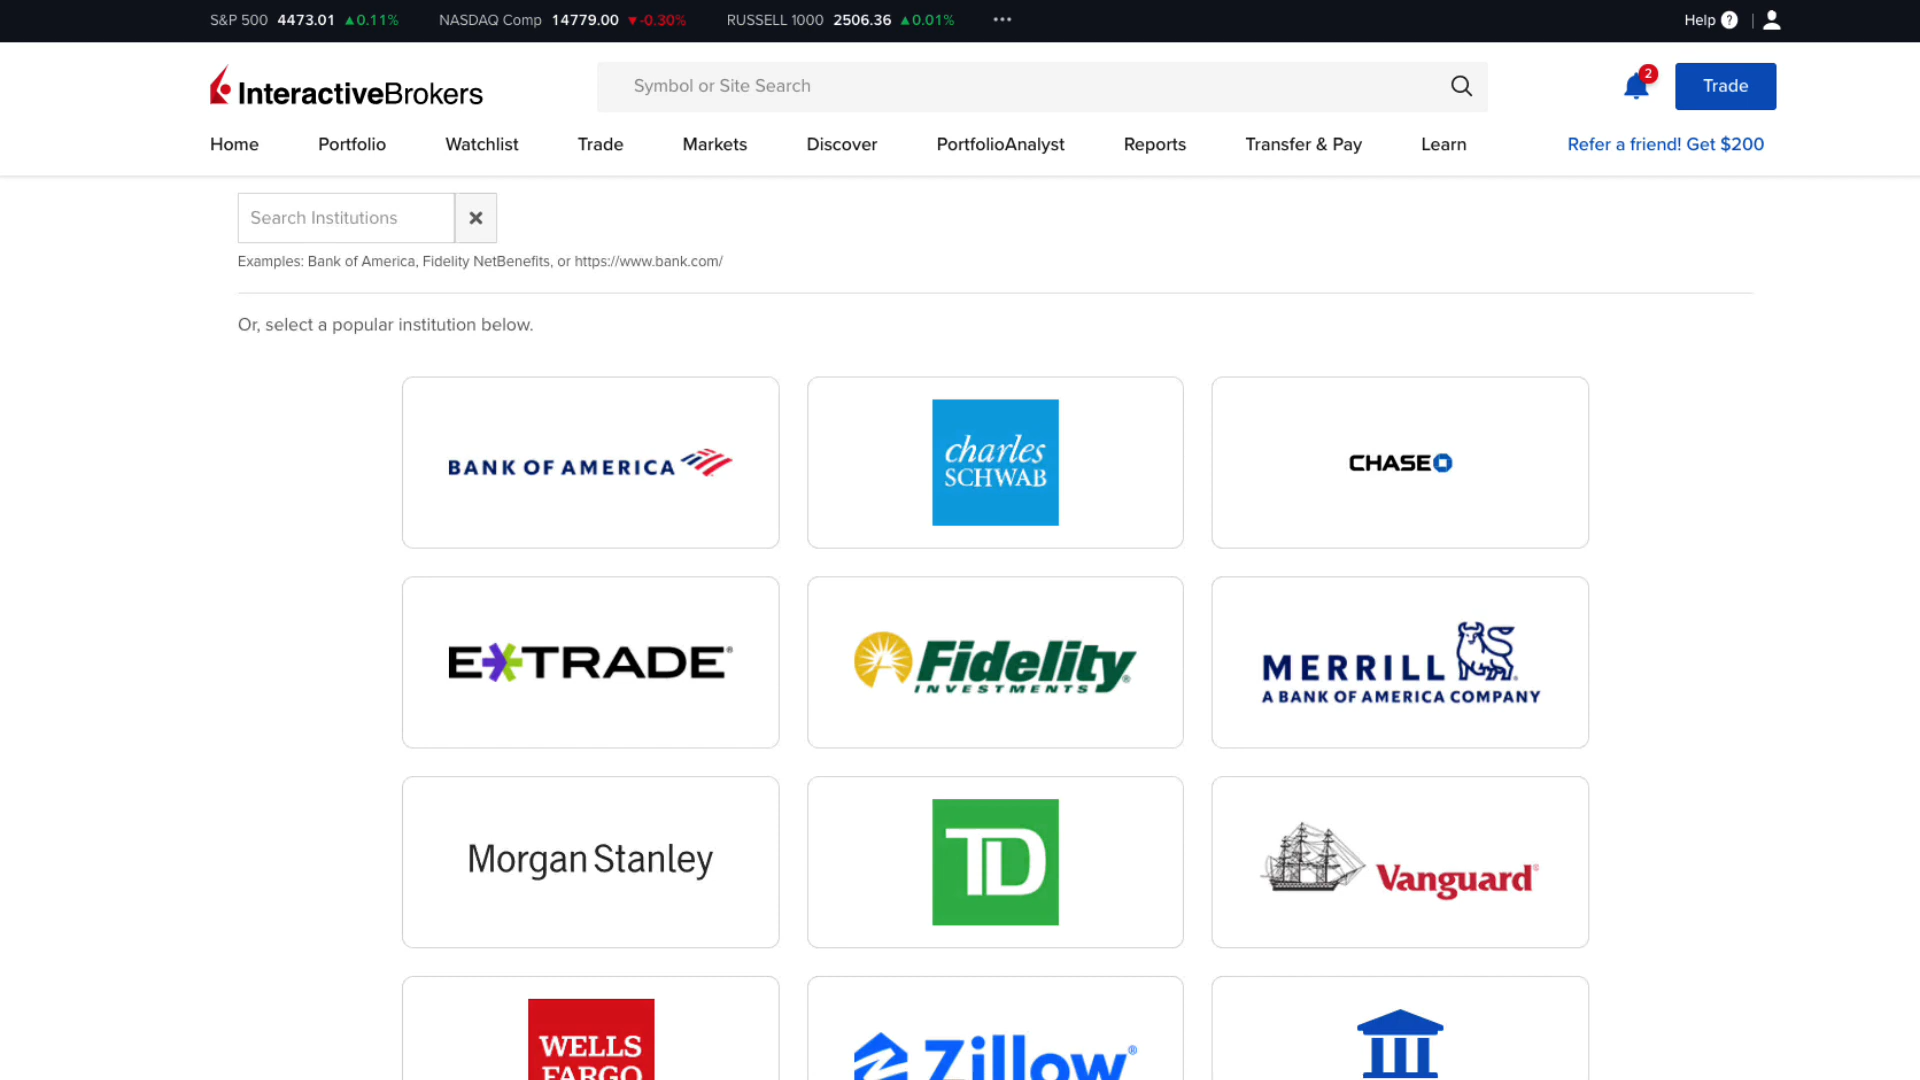 S&P 500 4473.01 ▲0.11% NASDAQ Comp 14779.00 ▼-0.30% RUSSELL 1000 2506.36 ▲0.01% ••• Help ? |
InteractiveBrokers Symbol or Site Search 2 Trade
Home Portfolio Watchlist Trade Markets Discover PortfolioAnalyst Reports Transfer & Pay Learn Refer a friend! Get $200
Search Institutions
Examples: Bank of America, Fidelity NetBenefits, or https://www.bank.com/
Or, select a popular institution below.
BANK OF AMERICA
charles
SCHWAB
CHASE
E*TRADE®
Fidelity®
INVESTMENTS
MERRILL
A BANK OF AMERICA COMPANY
Morgan Stanley
TD
Vanguard®
WELLS
FARGO
Zillow®